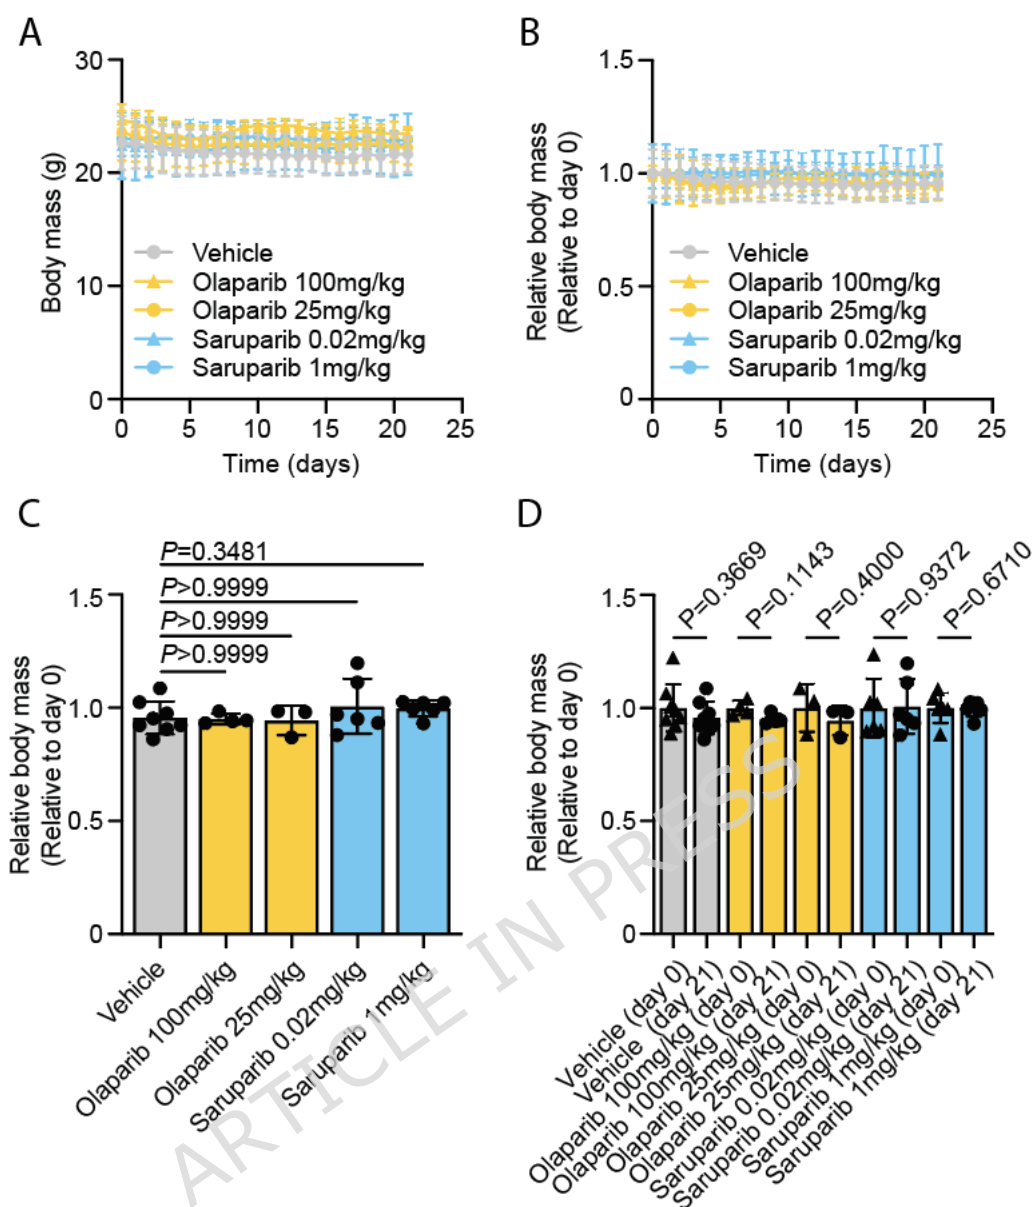 A
30
20
10
0
Body mass (g)
Vehicle
Olaparib 100mg/kg
Olaparib 25mg/kg
Saruparib 0.02mg/kg
Saruparib 1mg/kg
0 5 10 15 20 25
Time (days)
B
1.5
1.0
0.5
0
Relative body mass
(Relative to day 0)
Vehicle
Olaparib 100mg/kg
Olaparib 25mg/kg
Saruparib 0.02mg/kg
Saruparib 1mg/kg
0 5 10 15 20 25
Time (days)
C
P=0.3481
P>0.9999
P>0.9999
P>0.9999
1.5
1.0
0.5
0
Relative body mass
(Relative to day 0)
Vehicle
Olaparib 100mg/kg
Olaparib 25mg/kg
Saruparib 0.02mg/kg
Saruparib 1mg/kg
D
P=0.3669
P=0.1143
P=0.4000
P=0.9372
P=0.6710
1.5
1.0
0.5
0
Relative body mass
(Relative to day 0)
Vehicle (day 0)
Vehicle (day 21)
Olaparib 100mg/kg (day 0)
Olaparib 100mg/kg (day 21)
Olaparib 25mg/kg (day 0)
Olaparib 25mg/kg (day 21)
Saruparib 0.02mg/kg (day 0)
Saruparib 0.02mg/kg (day 21)
Saruparib 1mg/kg (day 0)
Saruparib 1mg/kg (day 21)
ARTICLE IN PRESS